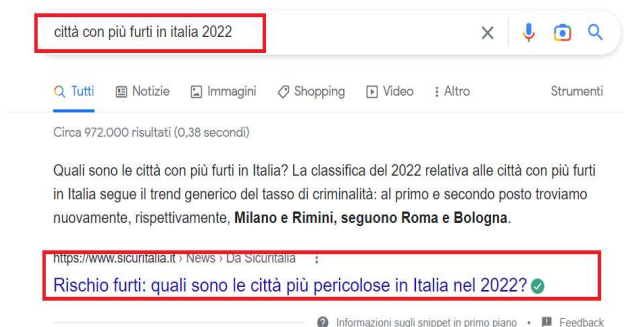 città con più furti in italia 2022
Tutti Notizie Immagini Shopping Video Altro Strumenti
Circa 972.000 risultati (0,38 secondi)
Quali sono le città con più furti in Italia? La classifica del 2022 relativa alle città con più furti
in Italia segue il trend generico del tasso di criminalità: al primo e secondo posto troviamo
nuovamente, rispettivamente, Milano e Rimini, seguono Roma e Bologna.
https://www.sicuritalia.it › News › Da Sicuritalia
Rischio furti: quali sono le città più pericolose in Italia nel 2022?
Informazioni sugli snippet in primo piano • Feedback